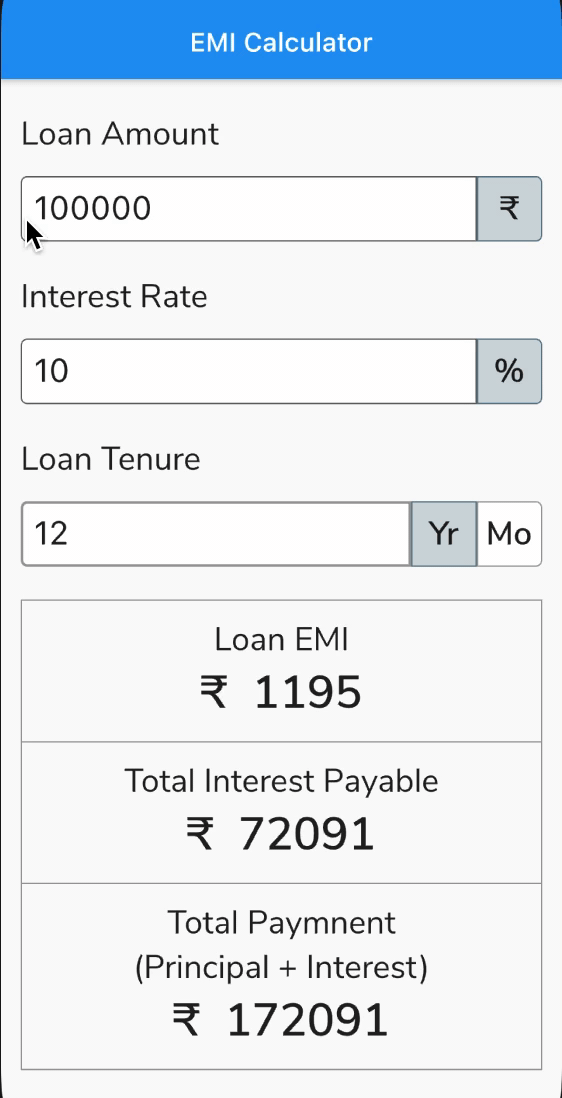 EMI Calculator
Loan Amount
100000 ₹
Interest Rate
10 %
Loan Tenure
12 Yr Mo
Loan EMI
₹ 1195
Total Interest Payable
₹ 72091
Total Paymnent
(Principal + Interest)
₹ 172091